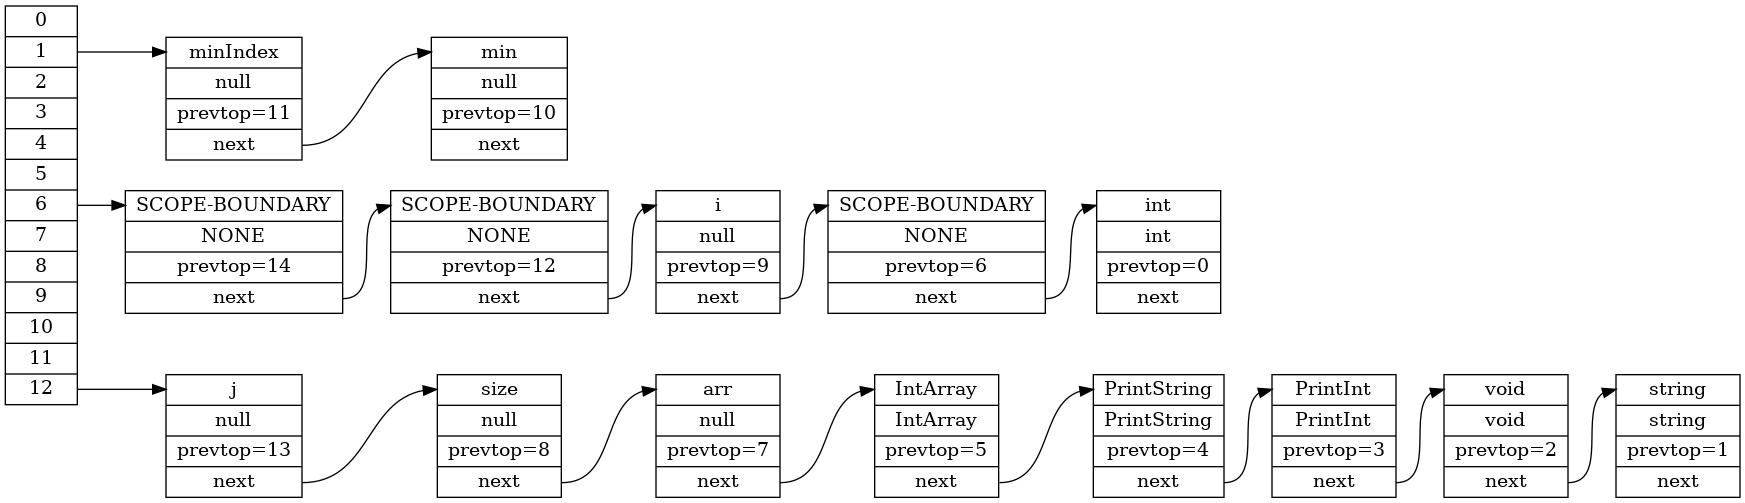 0
1
2
3
4
5
6
7
8
9
10
11
12
minIndex
null
prevtop=11
next
min
null
prevtop=10
next
SCOPE-BOUNDARY
NONE
prevtop=14
next
SCOPE-BOUNDARY
NONE
prevtop=12
next
i
null
prevtop=9
next
SCOPE-BOUNDARY
NONE
prevtop=6
next
int
int
prevtop=0
next
j
null
prevtop=13
next
size
null
prevtop=8
next
arr
null
prevtop=7
next
IntArray
IntArray
prevtop=5
next
PrintString
PrintString
prevtop=4
next
PrintInt
PrintInt
prevtop=3
next
void
void
prevtop=2
next
string
string
prevtop=1
next